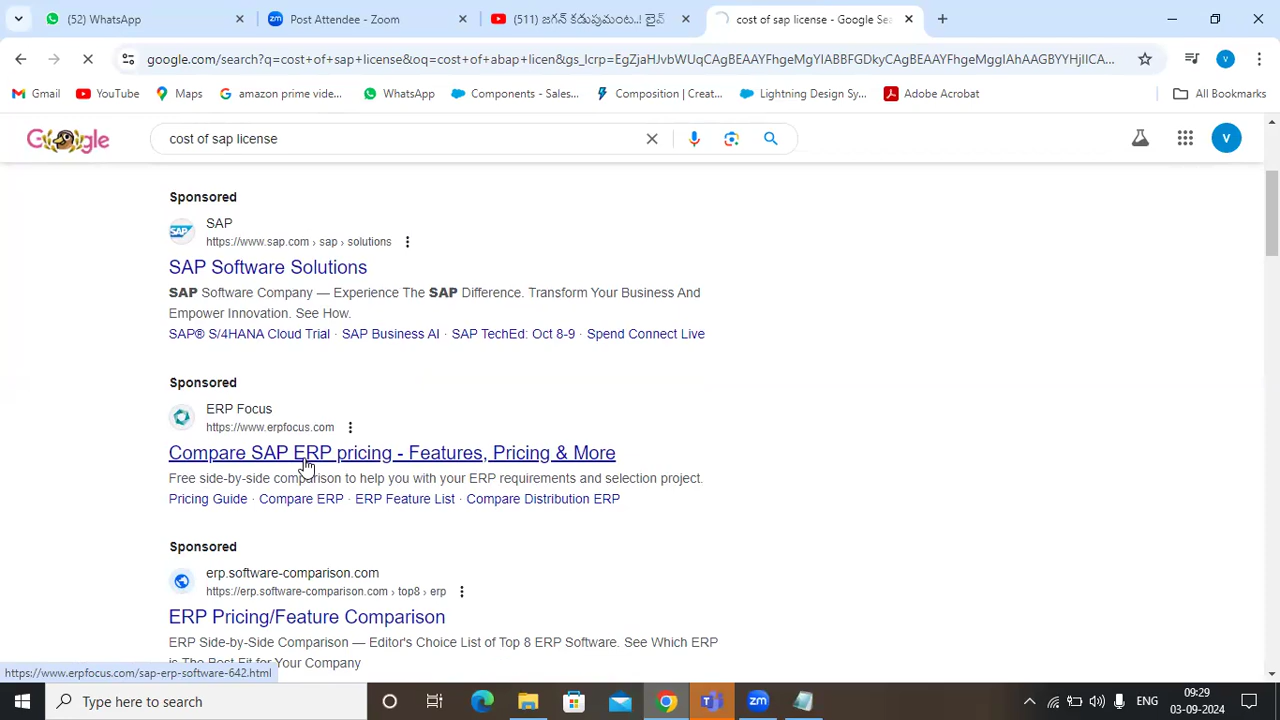 (52) WhatsApp
Post Attendee - Zoom
(511) జగన్ కడుపుమంట..! లైవ్
cost of sap license - Google Sea
google.com/search?q=cost+of+sap+license&oq=cost+of+abap+licen&gs_lcrp=EgZjaHJvbWUqCAgBEAAYFhgeMgYIABBFGDkyCAgBEAAYFhgeMggIAhAAGBYYHjIICA...
Gmail
YouTube
Maps
amazon prime vide...
WhatsApp
Components - Sales...
Composition | Creat...
Lightning Design Sy...
Adobe Acrobat
All Bookmarks
Google
cost of sap license
V
Sponsored
SAP
SAP
https://www.sap.com › sap › solutions
SAP Software Solutions
SAP Software Company — Experience The SAP Difference. Transform Your Business And
Empower Innovation. See How.
SAP® S/4HANA Cloud Trial · SAP Business AI · SAP TechEd: Oct 8-9 · Spend Connect Live
Sponsored
ERP Focus
https://www.erpfocus.com
Compare SAP ERP pricing - Features, Pricing & More
Free side-by-side comparison to help you with your ERP requirements and selection project.
Pricing Guide · Compare ERP · ERP Feature List · Compare Distribution ERP
Sponsored
erp.software-comparison.com
https://erp.software-comparison.com › top8 › erp
ERP Pricing/Feature Comparison
ERP Side-by-Side Comparison — Editor's Choice List of Top 8 ERP Software. See Which ERP
is The Best Fit for Your Company
https://www.erpfocus.com/sap-erp-software-642.html
Type here to search
zm
ENG
09:29
03-09-2024